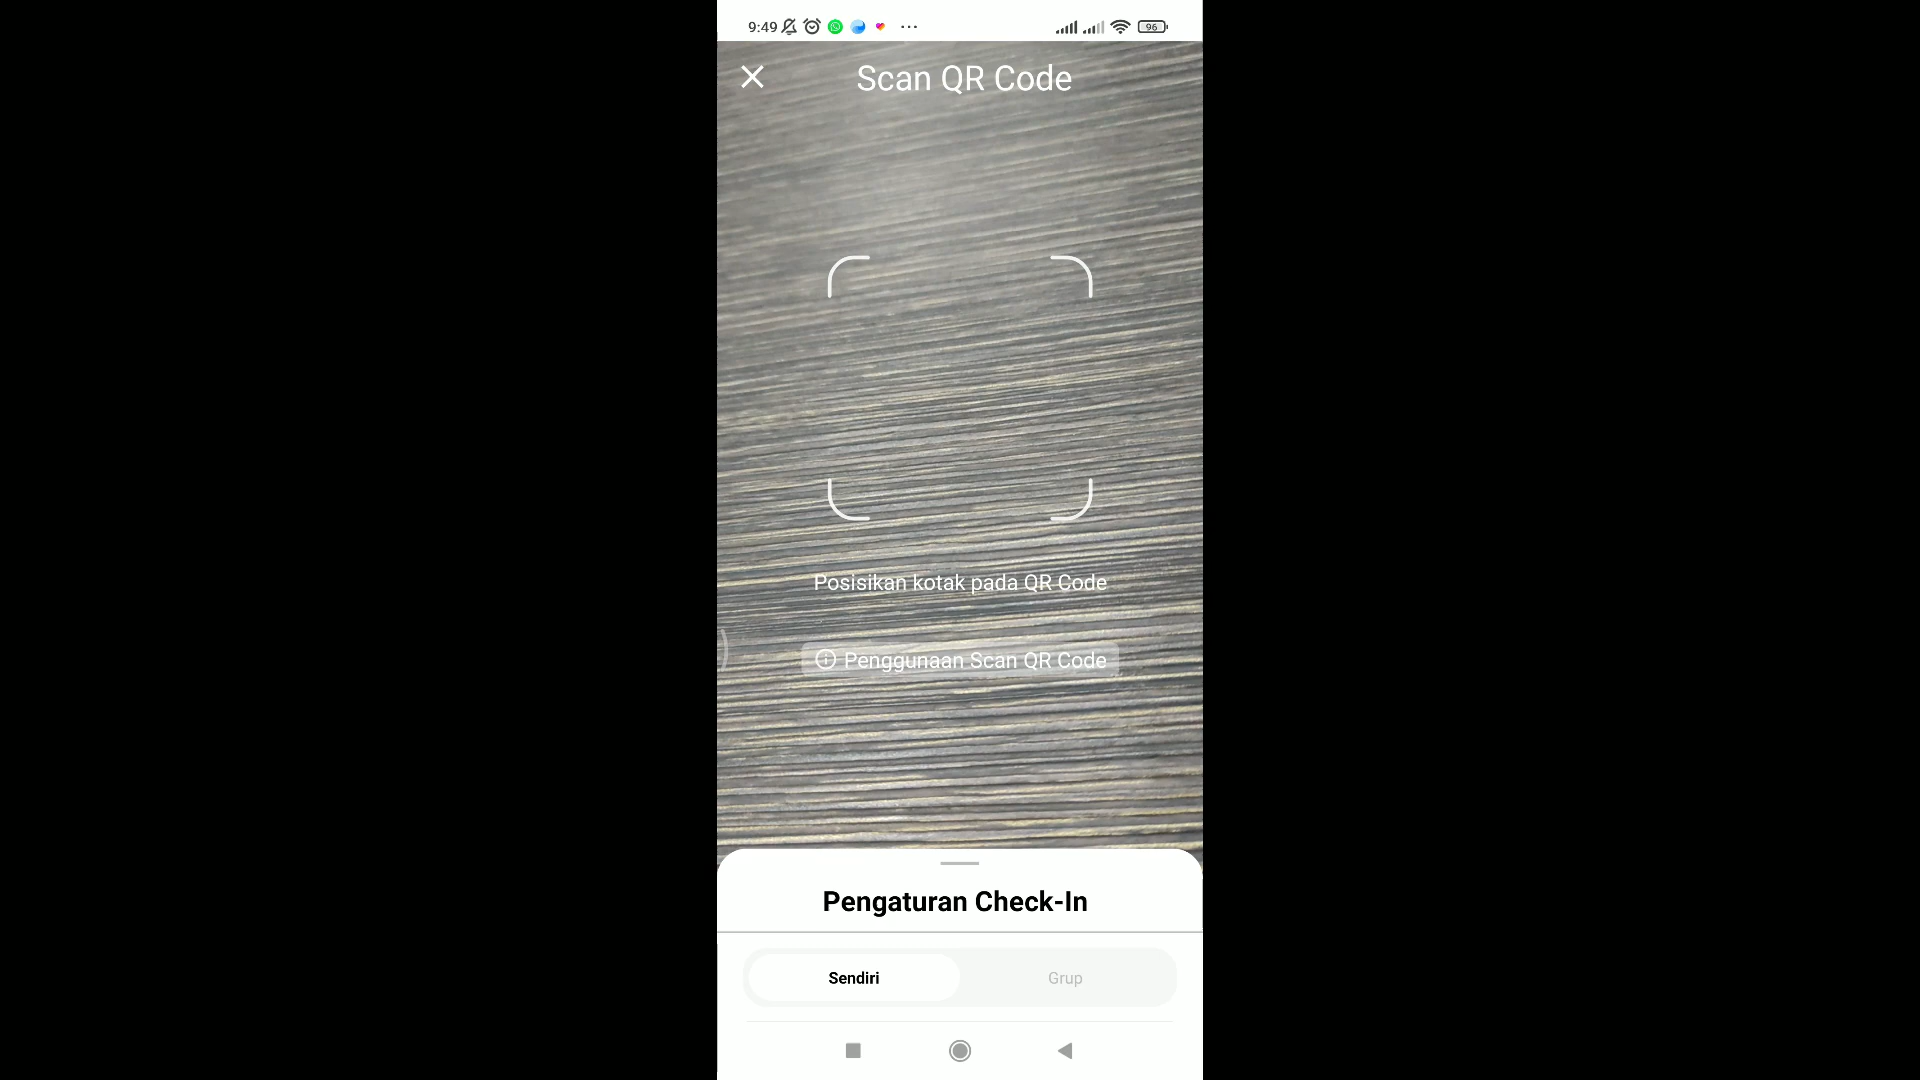 9:49
96
Scan QR Code
Posisikan kotak pada QR Code
Penggunaan Scan QR Code
Pengaturan Check-In
Sendiri
Grup